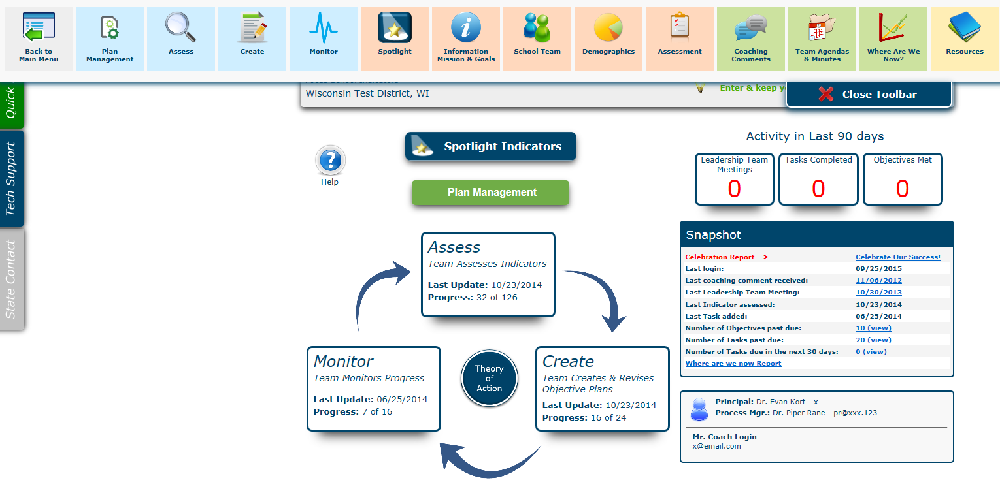 Back to
Main Menu
Plan
Management
Assess
Create
Monitor
Spotlight
Information
Mission & Goals
School Team
Demographics
Assessment
Coaching
Comments
Team Agendas
& Minutes
Where Are We
Now?
Resources
Quick
Tech Support
State Contact
Focus School Indicators
Wisconsin Test District, WI
Enter & keep
Close Toolbar
Help
Spotlight Indicators
Plan Management
Activity in Last 90 days
Leadership Team
Meetings
0
Tasks Completed
0
Objectives Met
0
Assess
Team Assesses Indicators
Last Update: 10/23/2014
Progress: 32 of 126
Monitor
Team Monitors Progress
Last Update: 06/25/2014
Progress: 7 of 16
Theory
of
Action
Create
Team Creates & Revises
Objective Plans
Last Update: 10/23/2014
Progress: 16 of 24
Snapshot
Celebration Report --> Celebrate Our Success!
Last login: 09/25/2015
Last coaching comment received: 11/06/2012
Last Leadership Team Meeting: 10/30/2013
Last Indicator assessed: 10/23/2014
Last Task added: 06/25/2014
Number of Objectives past due: 10 (view)
Number of Tasks past due: 20 (view)
Number of Tasks due in the next 30 days: 0 (view)
Where are we now Report
Principal: Dr. Evan Kort - x
Process Mgr.: Dr. Piper Rane - pr@xxx.123
Mr. Coach Login -
x@email.com